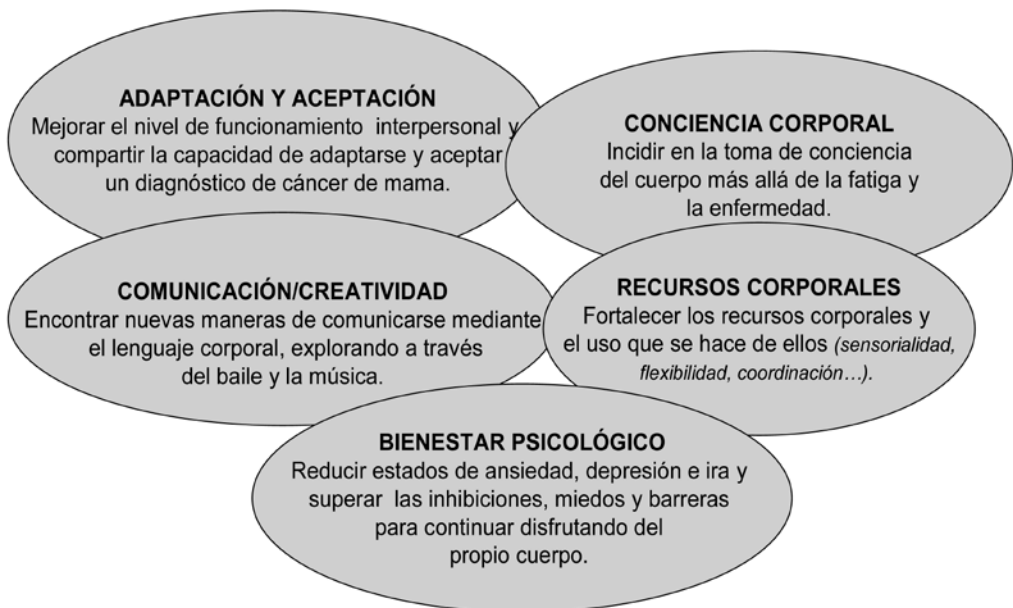 ADAPTACIÓN Y ACEPTACIÓN
Mejorar el nivel de funcionamiento interpersonal y
compartir la capacidad de adaptarse y aceptar
un diagnóstico de cáncer de mama.
CONCIENCIA CORPORAL
Incidir en la toma de conciencia
del cuerpo más allá de la fatiga y
la enfermedad.
COMUNICACIÓN/CREATIVIDAD
Encontrar nuevas maneras de comunicarse mediante
el lenguaje corporal, explorando a través
del baile y la música.
RECURSOS CORPORALES
Fortalecer los recursos corporales y
el uso que se hace de ellos (sensorialidad,
flexibilidad, coordinación…).
BIENESTAR PSICOLÓGICO
Reducir estados de ansiedad, depresión e ira y
superar las inhibiciones, miedos y barreras
para continuar disfrutando del
propio cuerpo.